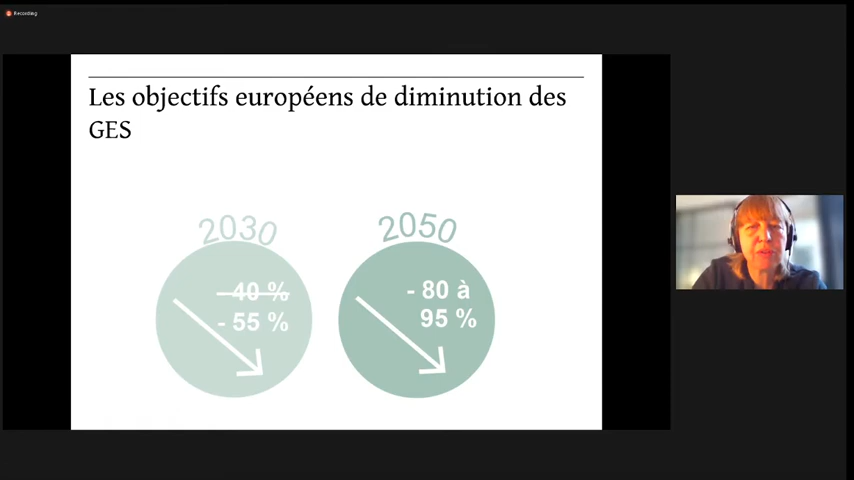 Recording
Les objectifs européens de diminution des
GES
2030
2050
- 40 %
- 55 %
- 80 à
95 %